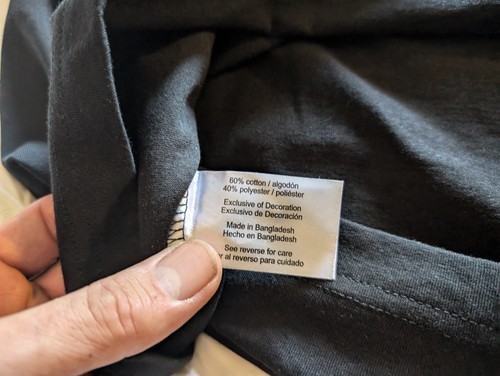 60% cotton / algodón
40% polyester / poliéster
Exclusive of Decoration
Exclusivo de Decoración
Made in Bangladesh
Hecho en Bangladesh
See reverse for care
al reverso para cuidado